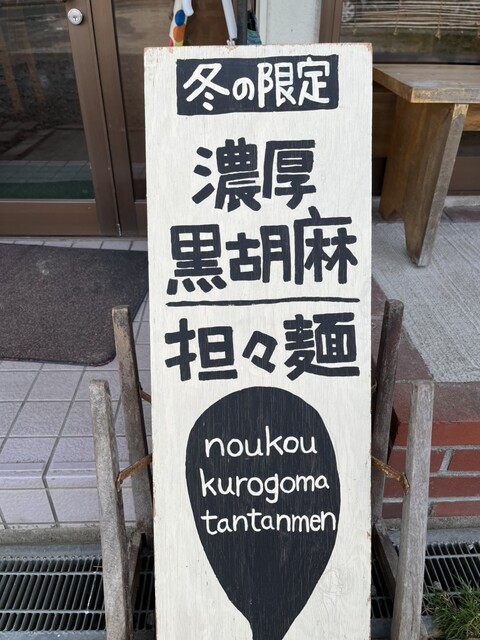 冬の限定
濃厚
黒胡麻
担々麺
noukou
kurogoma
tantanmen